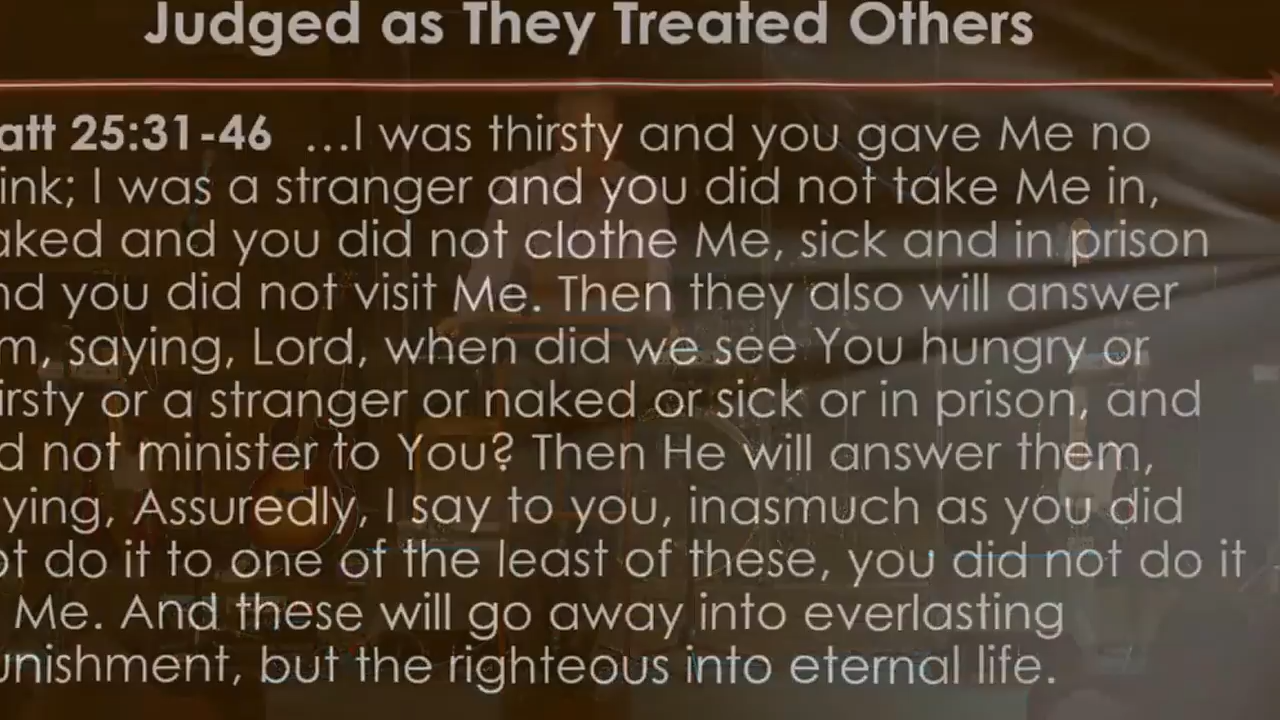 Judged as They Treated Others
att 25:31-46 ...I was thirsty and you gave Me no
ink; I was a stranger and you did not take Me in,
aked and you did not clothe Me, sick and in prison
nd you did not visit Me. Then they also will answer
m, saying, Lord, when did we see You hungry or
irsty or a stranger or naked or sick or in prison, and
d not minister to You? Then He will answer them,
ying, Assuredly, I say to you, inasmuch as you did
ot do it to one of the least of these, you did not do it
Me. And these will go away into everlasting
unishment, but the righteous into eternal life.